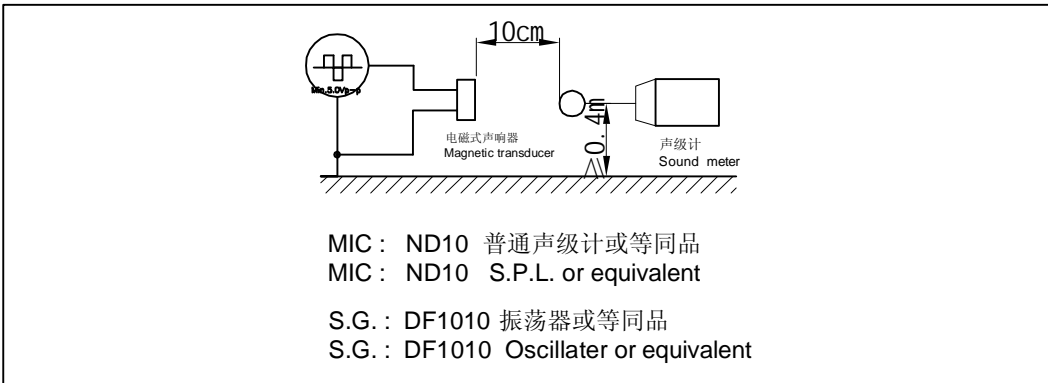 10cm
Min.5.0Vp-p
≥0.4m
电磁式声响器
Magnetic transducer
声级计
Sound meter
MIC : ND10 普通声级计或等同品
MIC : ND10 S.P.L. or equivalent
S.G. : DF1010 振荡器或等同品
S.G. : DF1010 Oscillater or equivalent